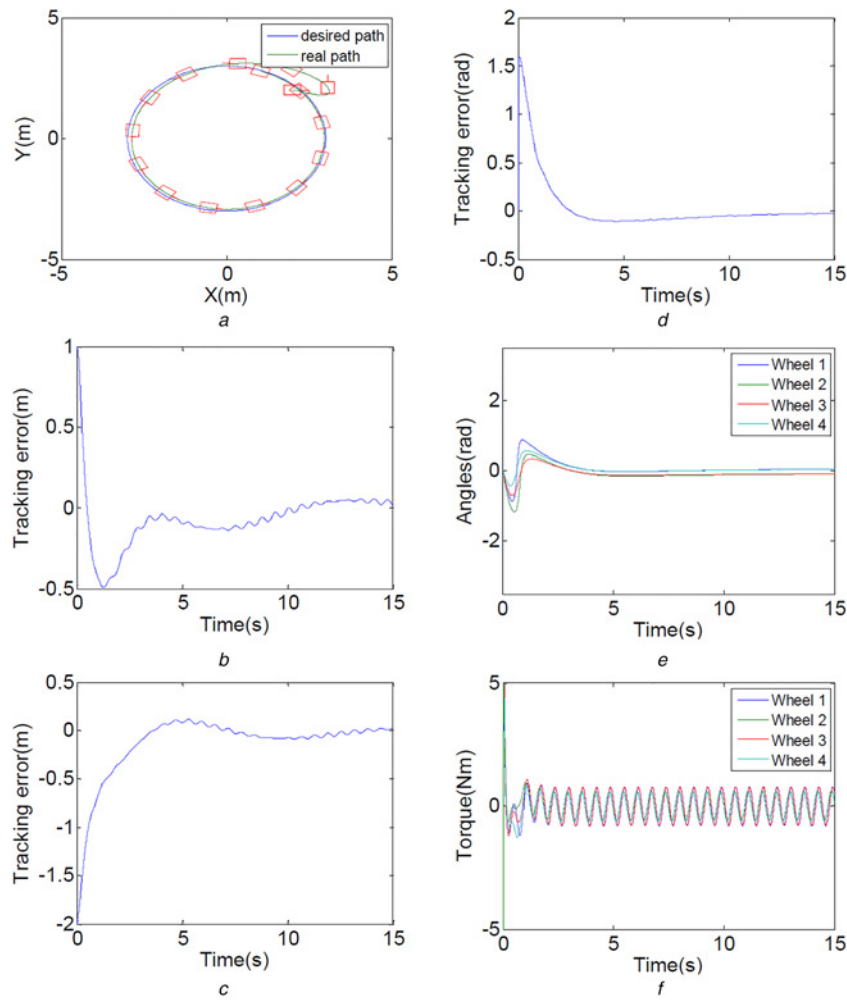 5
desired path
real path
Y(m)
0
-5
-5
0
5
X(m)
a
2
1.5
1
0.5
0
-0.5
Tracking error(rad)
0
5
10
15
Time(s)
d
1
0.5
0
-0.5
Tracking error(m)
0
5
10
15
Time(s)
b
2
0
-2
Angles(rad)
Wheel 1
Wheel 2
Wheel 3
Wheel 4
0
5
10
15
Time(s)
e
0.5
0
-0.5
-1
-1.5
-2
Tracking error(m)
0
5
10
15
Time(s)
c
5
0
-5
Torque(Nm)
Wheel 1
Wheel 2
Wheel 3
Wheel 4
0
5
10
15
Time(s)
f